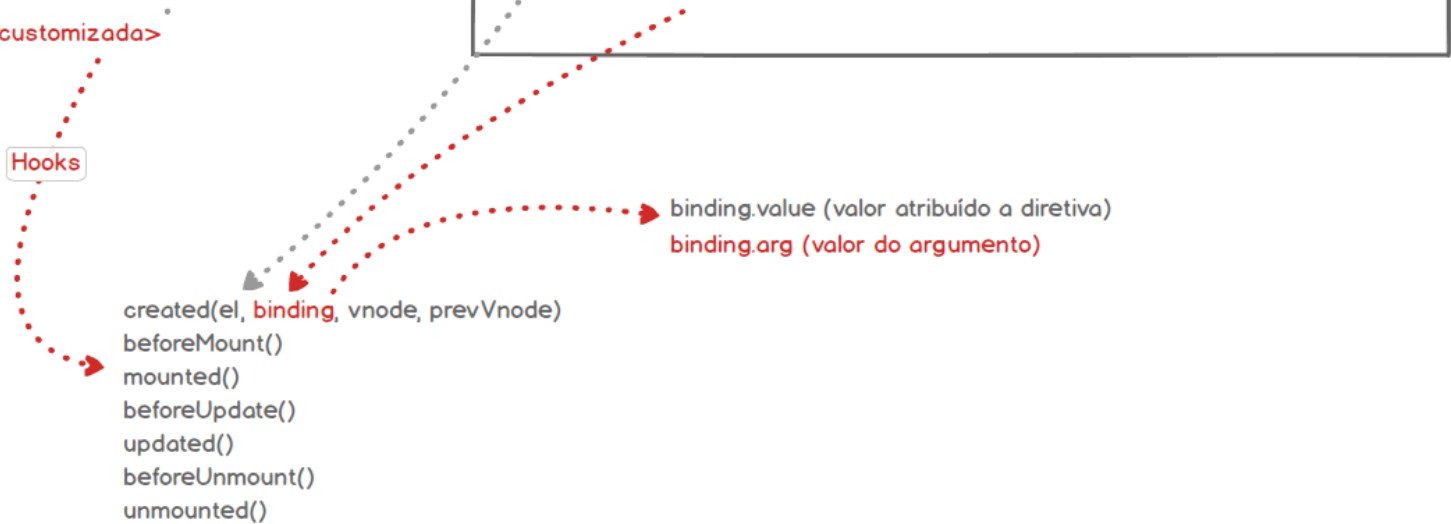 customizada>
Hooks
binding.value (valor atribuído a diretiva)
binding.arg (valor do argumento)
created(el, binding, vnode, prevVnode)
beforeMount()
mounted()
beforeUpdate()
updated()
beforeUnmount()
unmounted()